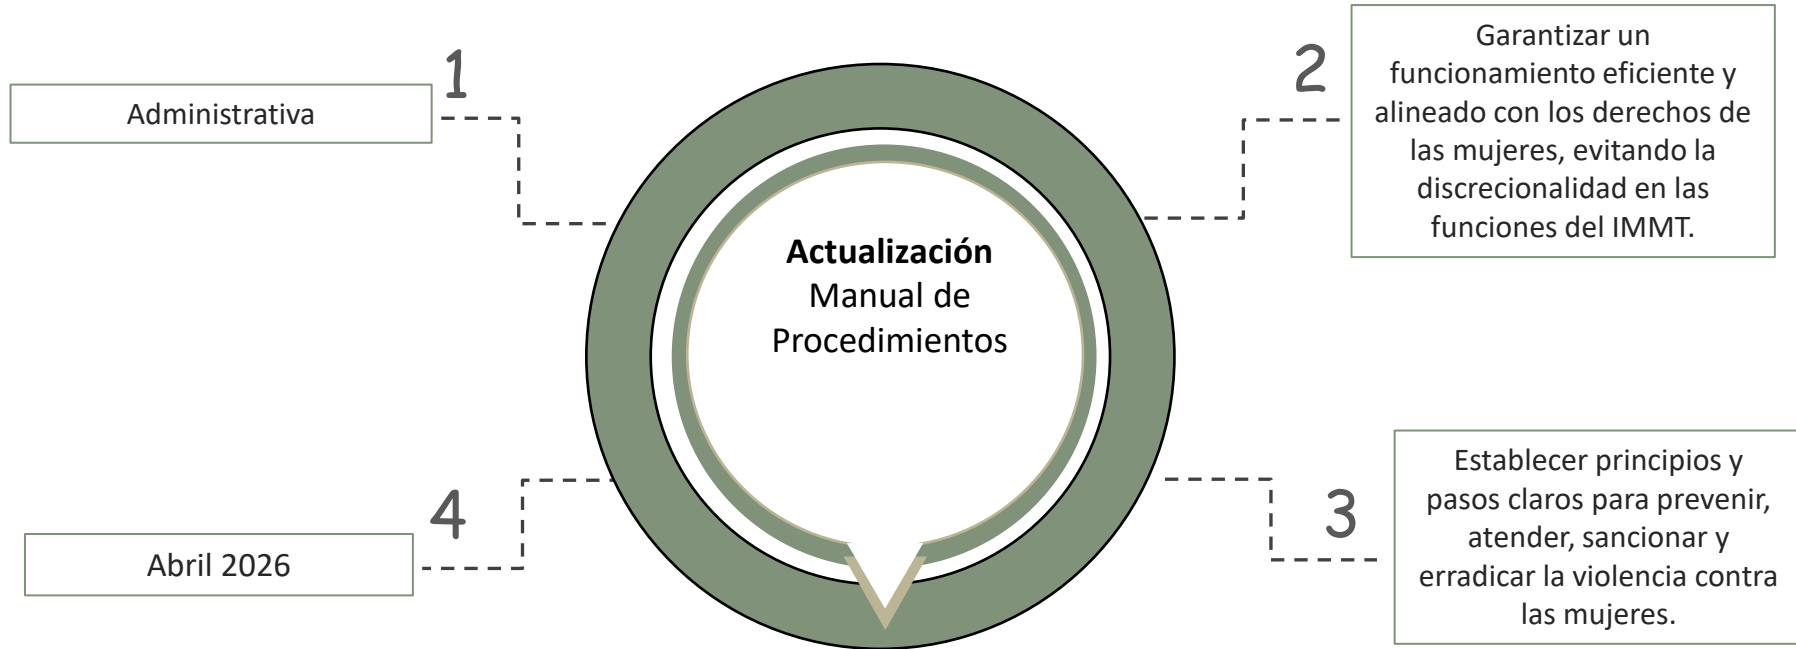 1
Administrativa
2
Garantizar un
funcionamiento eficiente y
alineado con los derechos de
las mujeres, evitando la
discrecionalidad en las
funciones del IMMT.
Actualización
Manual de
Procedimientos
3
Establecer principios y
pasos claros para prevenir,
atender, sancionar y
erradicar la violencia contra
las mujeres.
4
Abril 2026